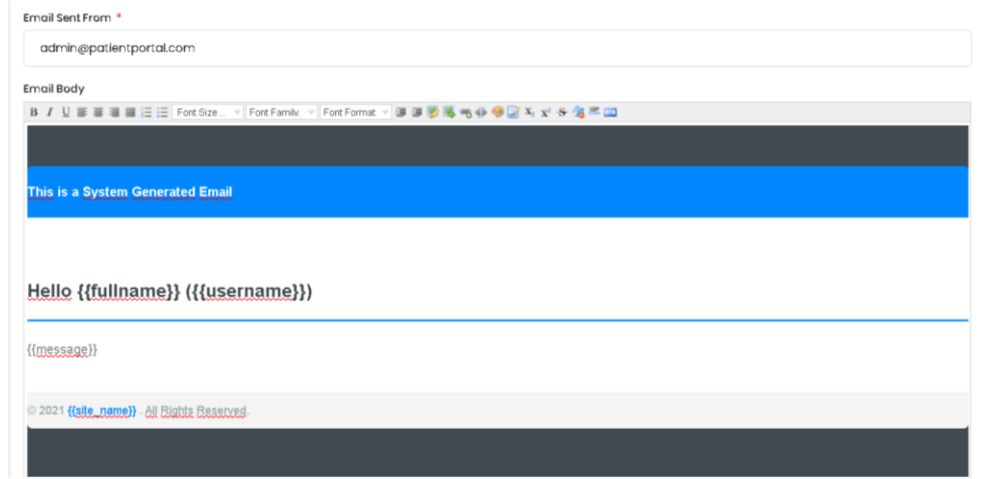 Email Sent From *
admin@patientportal.com
Email Body
B I U Font Size... Font Family. Font Format
This is a System Generated Email
Hello {{fullname}} ({{username}})
{{message}}
© 2021 {{site_name}} . All Rights Reserved.